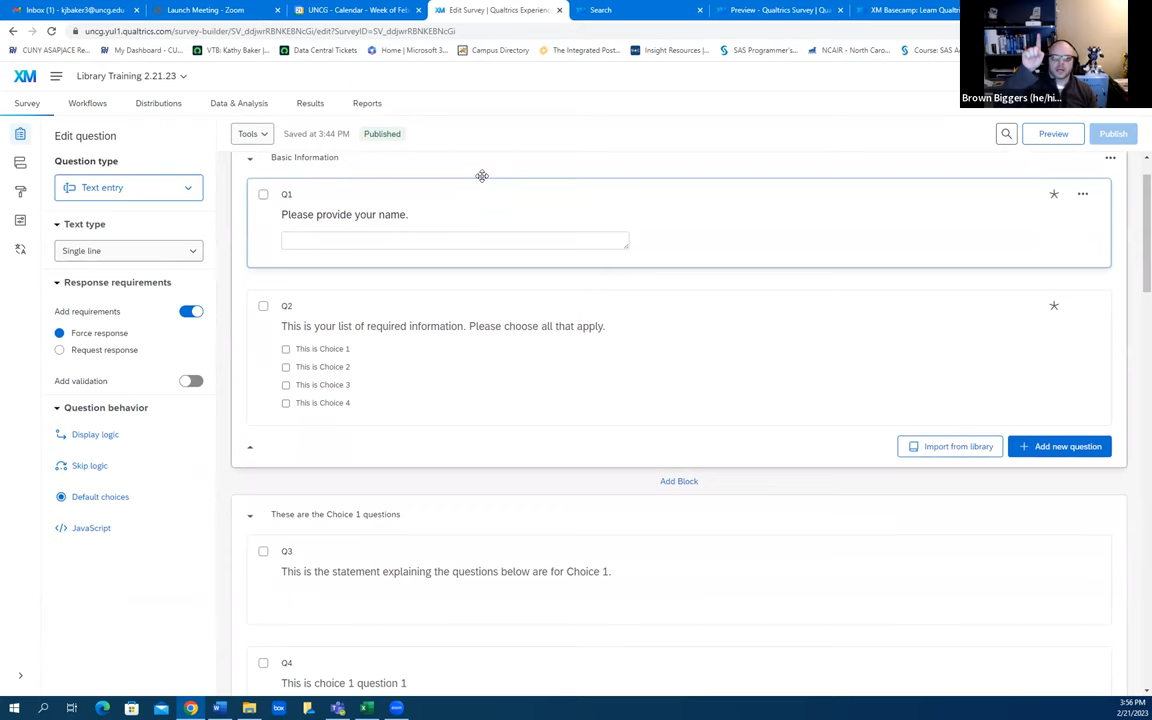 Inbox (1) - kjbaker3@uncg.edu
Launch Meeting - Zoom
UNCG - Calendar - Week of Feb
Edit Survey | Qualtrics Experien
Search
Preview - Qualtrics Survey | Qua
XM Basecamp: Learn Qualtri
uncg.yul1.qualtrics.com/survey-builder/SV_ddjwrRBNKEBNcGi/edit?SurveyID=SV_ddjwrRBNKEBNcGi
CUNY ASAP|ACE Re...
My Dashboard - CU...
VTB: Kathy Baker |...
Data Central Tickets
Home | Microsoft 3...
Campus Directory
The Integrated Post...
Insight Resources |...
SAS Programmer's...
NCAIR - North Caro...
Course: SAS
Brown Biggers (he/hi...
XM
Library Training 2.21.23
Survey
Workflows
Distributions
Data & Analysis
Results
Reports
Edit question
Tools
Saved at 3:44 PM
Published
Preview
Publish
Question type
Text entry
Text type
Single line
Response requirements
Add requirements
Force response
Request response
Add validation
Question behavior
Display logic
Skip logic
Default choices
</> JavaScript
Basic Information
Q1
Please provide your name.
Q2
This is your list of required information. Please choose all that apply.
This is Choice 1
This is Choice 2
This is Choice 3
This is Choice 4
Import from library
+ Add new question
Add Block
These are the Choice 1 questions
Q3
This is the statement explaining the questions below are for Choice 1.
Q4
This is choice 1 question 1
3:56 PM
2/21/2023